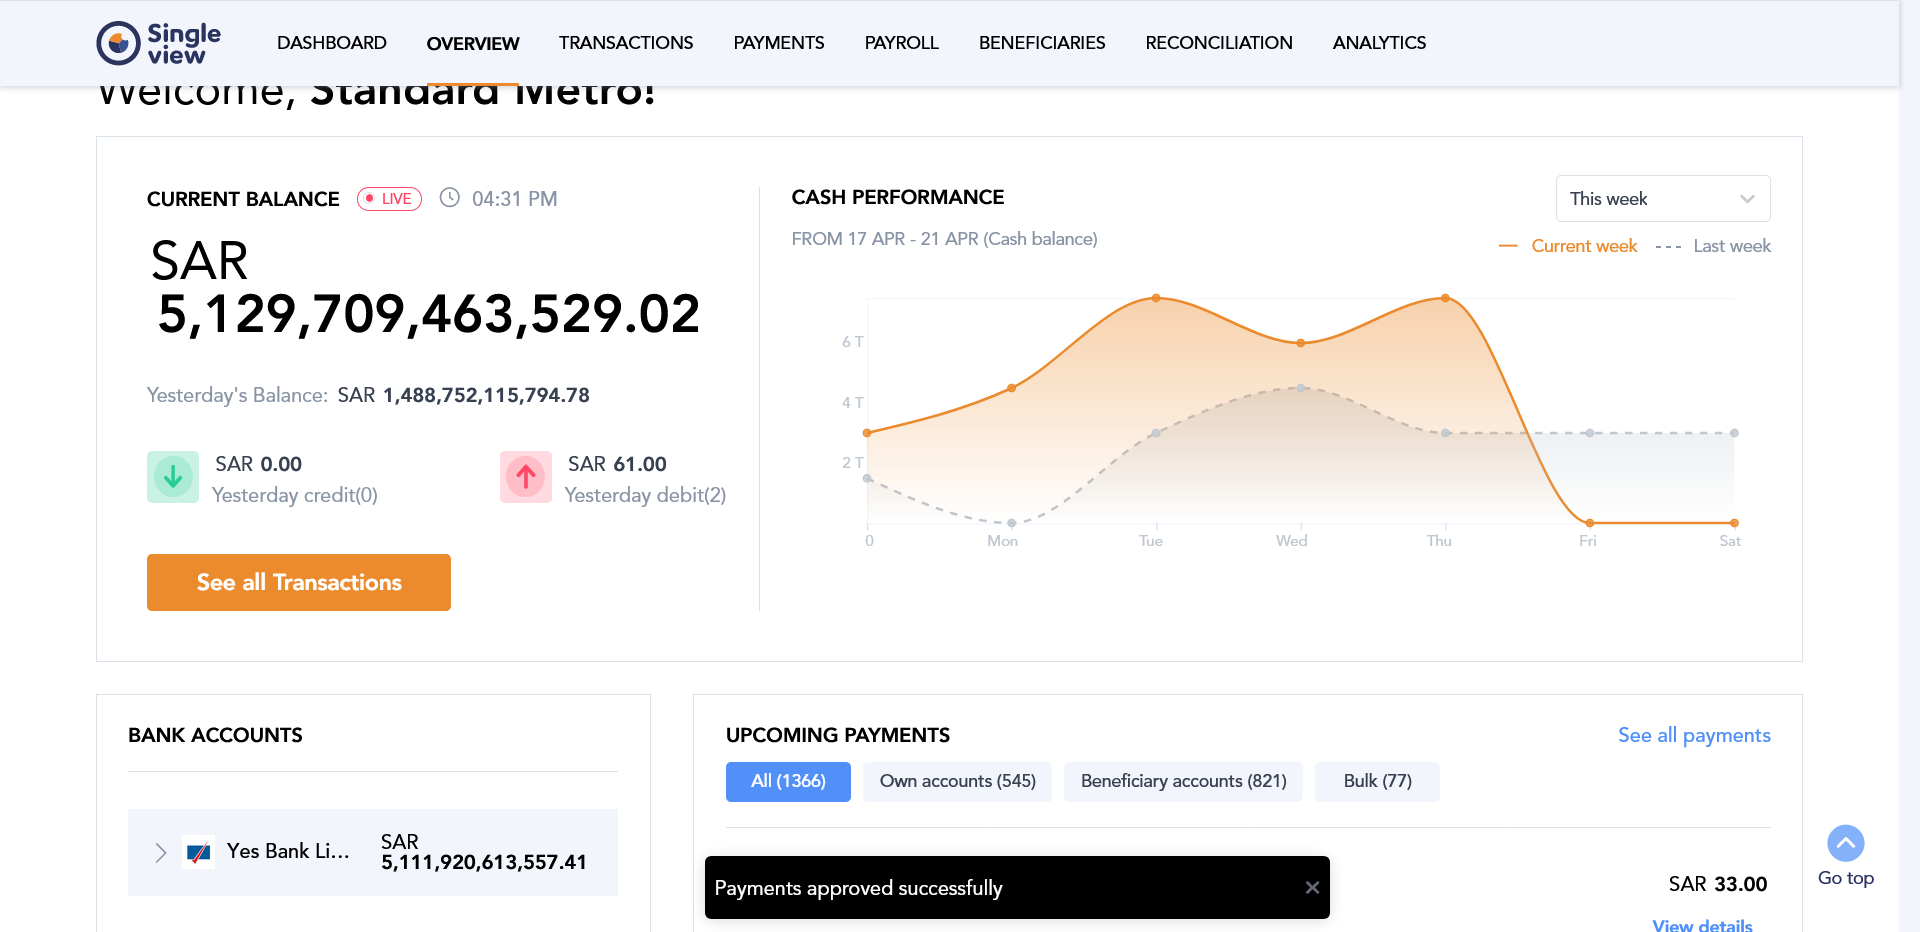 Single view
DASHBOARD
OVERVIEW
TRANSACTIONS
PAYMENTS
PAYROLL
BENEFICIARIES
RECONCILIATION
ANALYTICS
Welcome, Standard Metro!
CURRENT BALANCE
LIVE
04:31 PM
SAR
5,129,709,463,529.02
Yesterday's Balance: SAR 1,488,752,115,794.78
SAR 0.00
Yesterday credit(0)
SAR 61.00
Yesterday debit(2)
See all Transactions
CASH PERFORMANCE
This week
FROM 17 APR - 21 APR (Cash balance)
Current week
Last week
6 T
4 T
2 T
0
Mon
Tue
Wed
Thu
Fri
Sat
BANK ACCOUNTS
Yes Bank Li...
SAR
5,111,920,613,557.41
UPCOMING PAYMENTS
See all payments
All (1366)
Own accounts (545)
Beneficiary accounts (821)
Bulk (77)
Payments approved successfully
SAR 33.00
View details
Go top